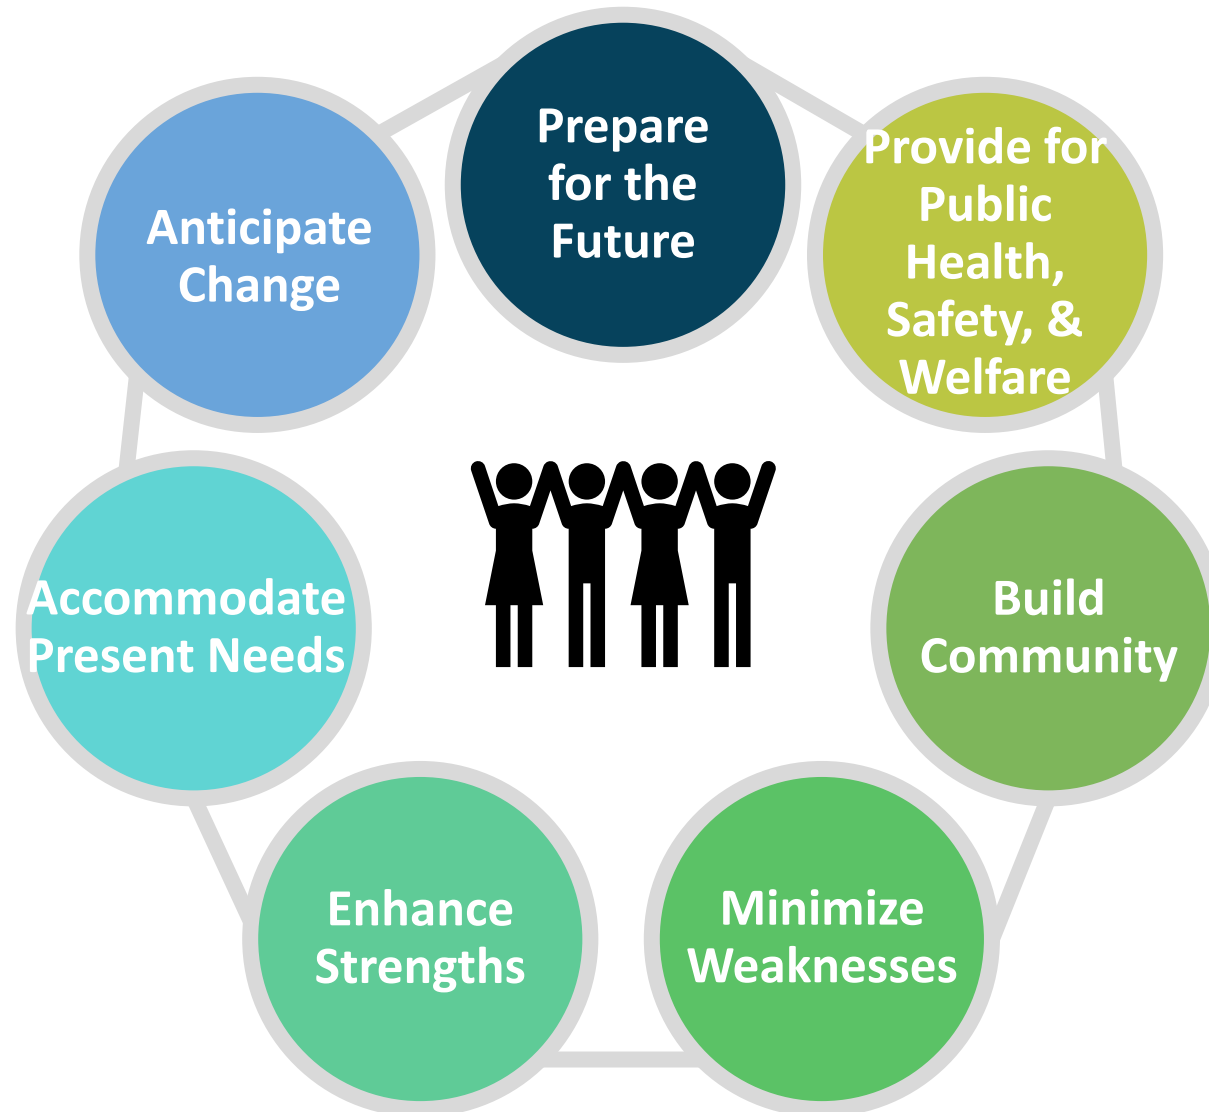 Prepare
for the
Future
Provide for
Public
Health,
Safety, &
Welfare
Build
Community
Minimize
Weaknesses
Enhance
Strengths
Accommodate
Present Needs
Anticipate
Change